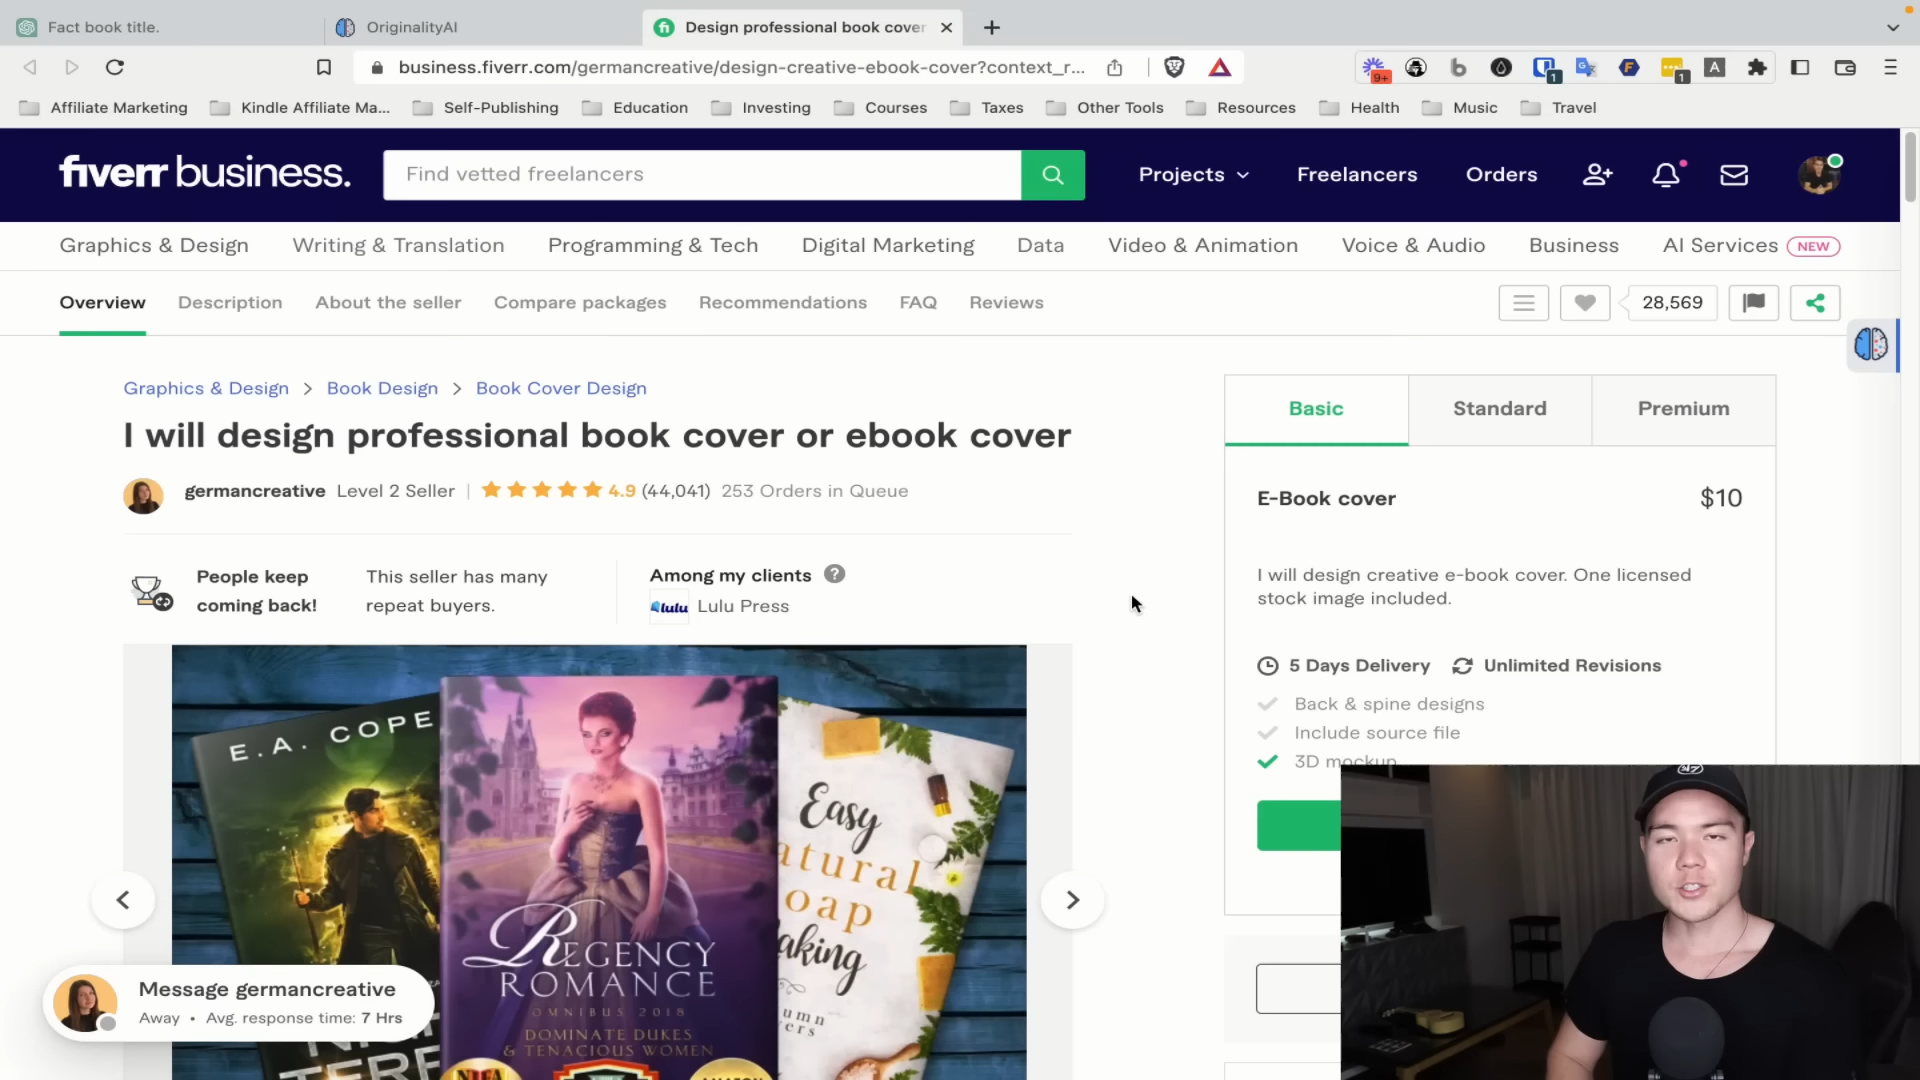 Fact book title.
OriginalityAI
Design professional book cover
business.fiverr.com/germancreative/design-creative-ebook-cover?context_r...
9+
1
1
Affiliate Marketing
Kindle Affiliate Ma...
Self-Publishing
Education
Investing
Courses
Taxes
Other Tools
Resources
Health
Music
Travel
fiverr business.
Find vetted freelancers
Projects
Freelancers
Orders
Graphics & Design
Writing & Translation
Programming & Tech
Digital Marketing
Data
Video & Animation
Voice & Audio
Business
AI Services NEW
Overview
Description
About the seller
Compare packages
Recommendations
FAQ
Reviews
28,569
Graphics & Design > Book Design > Book Cover Design
I will design professional book cover or ebook cover
germancreative Level 2 Seller | 4.9 (44,041) 253 Orders in Queue
People keep
coming back!
This seller has many
repeat buyers.
Among my clients ?
lulu Lulu Press
Basic
Standard
Premium
E-Book cover $10
I will design creative e-book cover. One licensed
stock image included.
5 Days Delivery
Unlimited Revisions
Back & spine designs
Include source file
3D mockup
E.A. COPE
REGENCY
ROMANCE
OMNIBUS 2018
DOMINATE DUKES
& TENACIOUS WOMEN
Easy
atural
oap
aking
Message germancreative
Away • Avg. response time: 7 Hrs